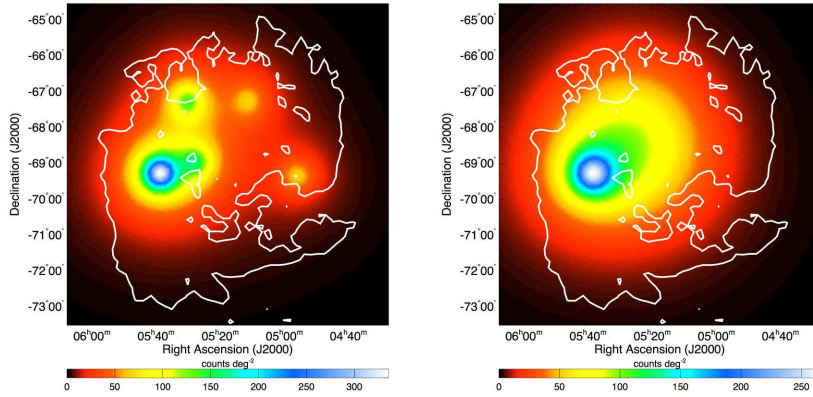 -65°00'
-66°00'
-67°00'
-68°00'
-69°00'
-70°00'
-71°00'
-72°00'
-73°00'
Declination (J2000)
06h00m 05h40m 05h20m 05h00m 04h40m
Right Ascension (J2000)
counts deg-2
0 50 100 150 200 250 300
-65°00'
-66°00'
-67°00'
-68°00'
-69°00'
-70°00'
-71°00'
-72°00'
-73°00'
Declination (J2000)
06h00m 05h40m 05h20m 05h00m 04h40m
Right Ascension (J2000)
counts deg-2
0 50 100 150 200 250